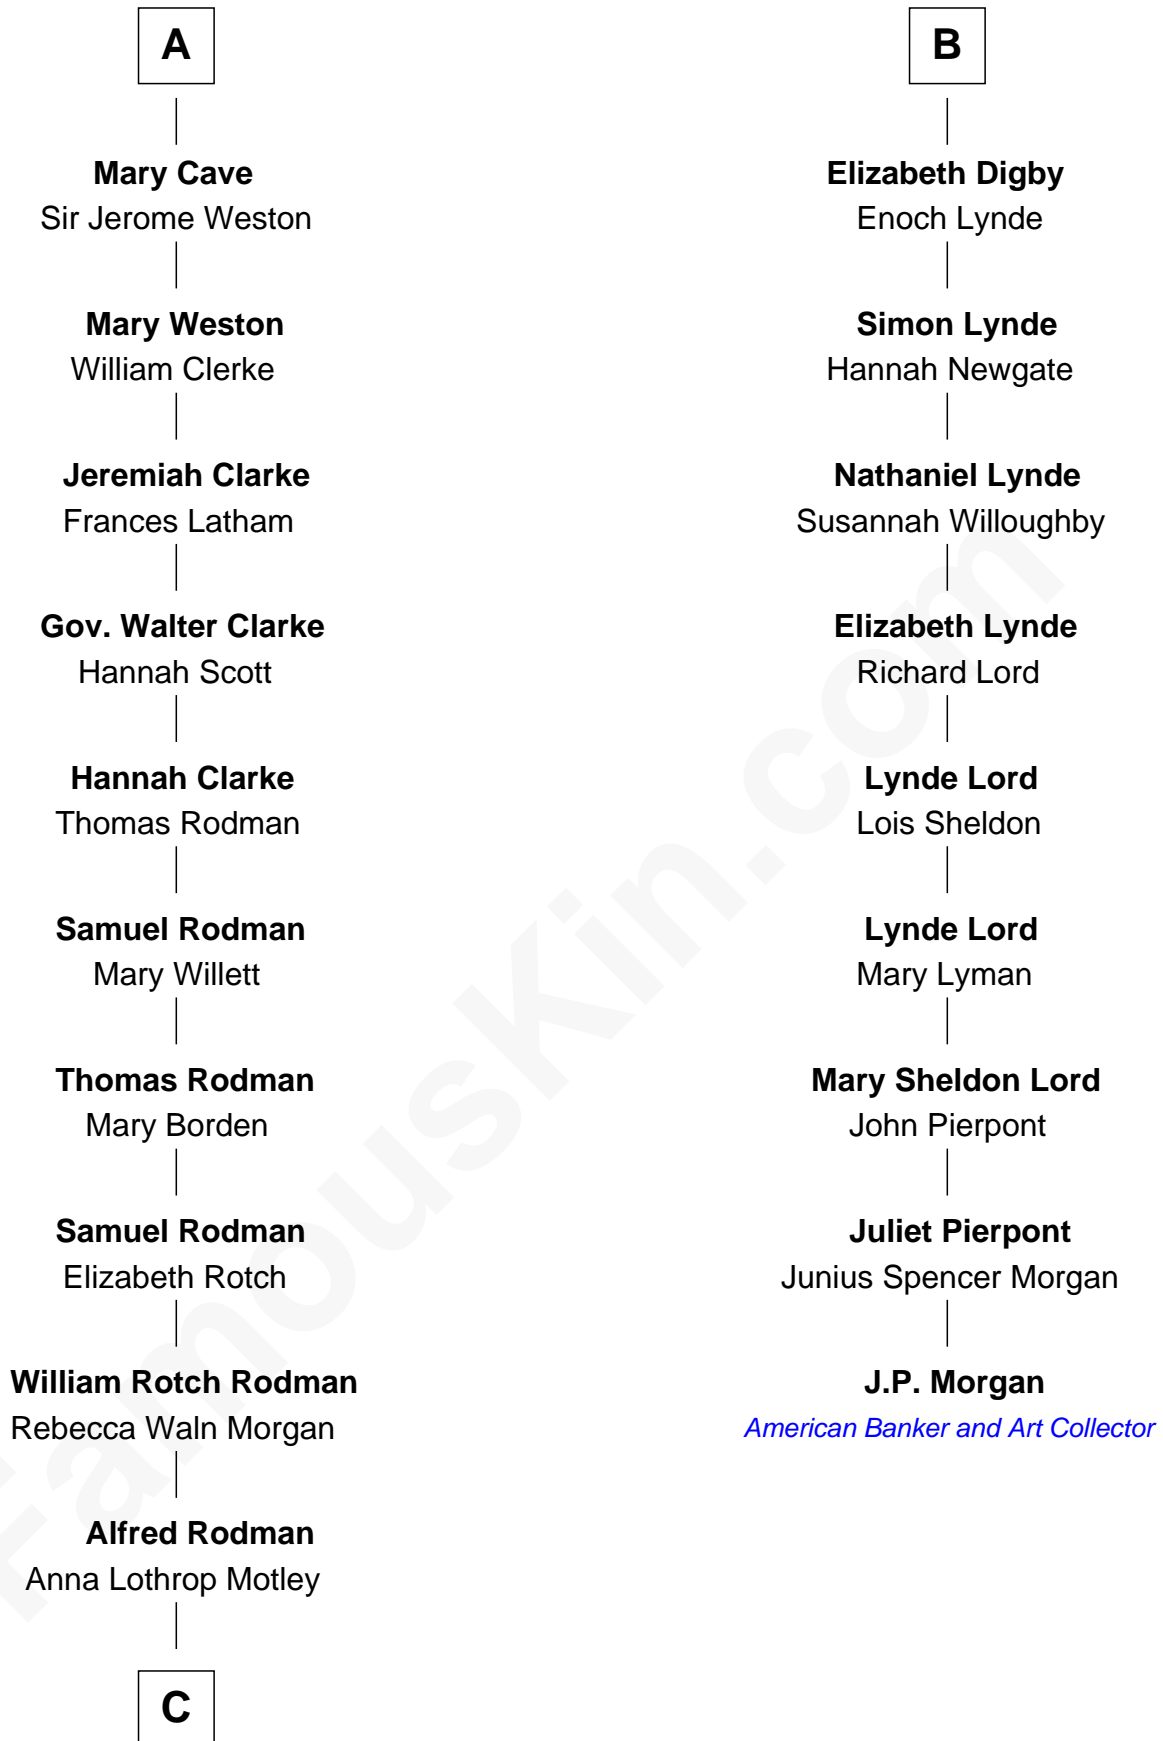 A
Mary Cave
Sir Jerome Weston
Mary Weston
William Clerke
Jeremiah Clarke
Frances Latham
Gov. Walter Clarke
Hannah Scott
Hannah Clarke
Thomas Rodman
Samuel Rodman
Mary Willett
Thomas Rodman
Mary Borden
Samuel Rodman
Elizabeth Rotch
William Rotch Rodman
Rebecca Waln Morgan
Alfred Rodman
Anna Lothrop Motley
C
B
Elizabeth Digby
Enoch Lynde
Simon Lynde
Hannah Newgate
Nathaniel Lynde
Susannah Willoughby
Elizabeth Lynde
Richard Lord
Lynde Lord
Lois Sheldon
Lynde Lord
Mary Lyman
Mary Sheldon Lord
John Pierpont
Juliet Pierpont
Junius Spencer Morgan
J.P. Morgan
American Banker and Art Collector
FamousKin.com